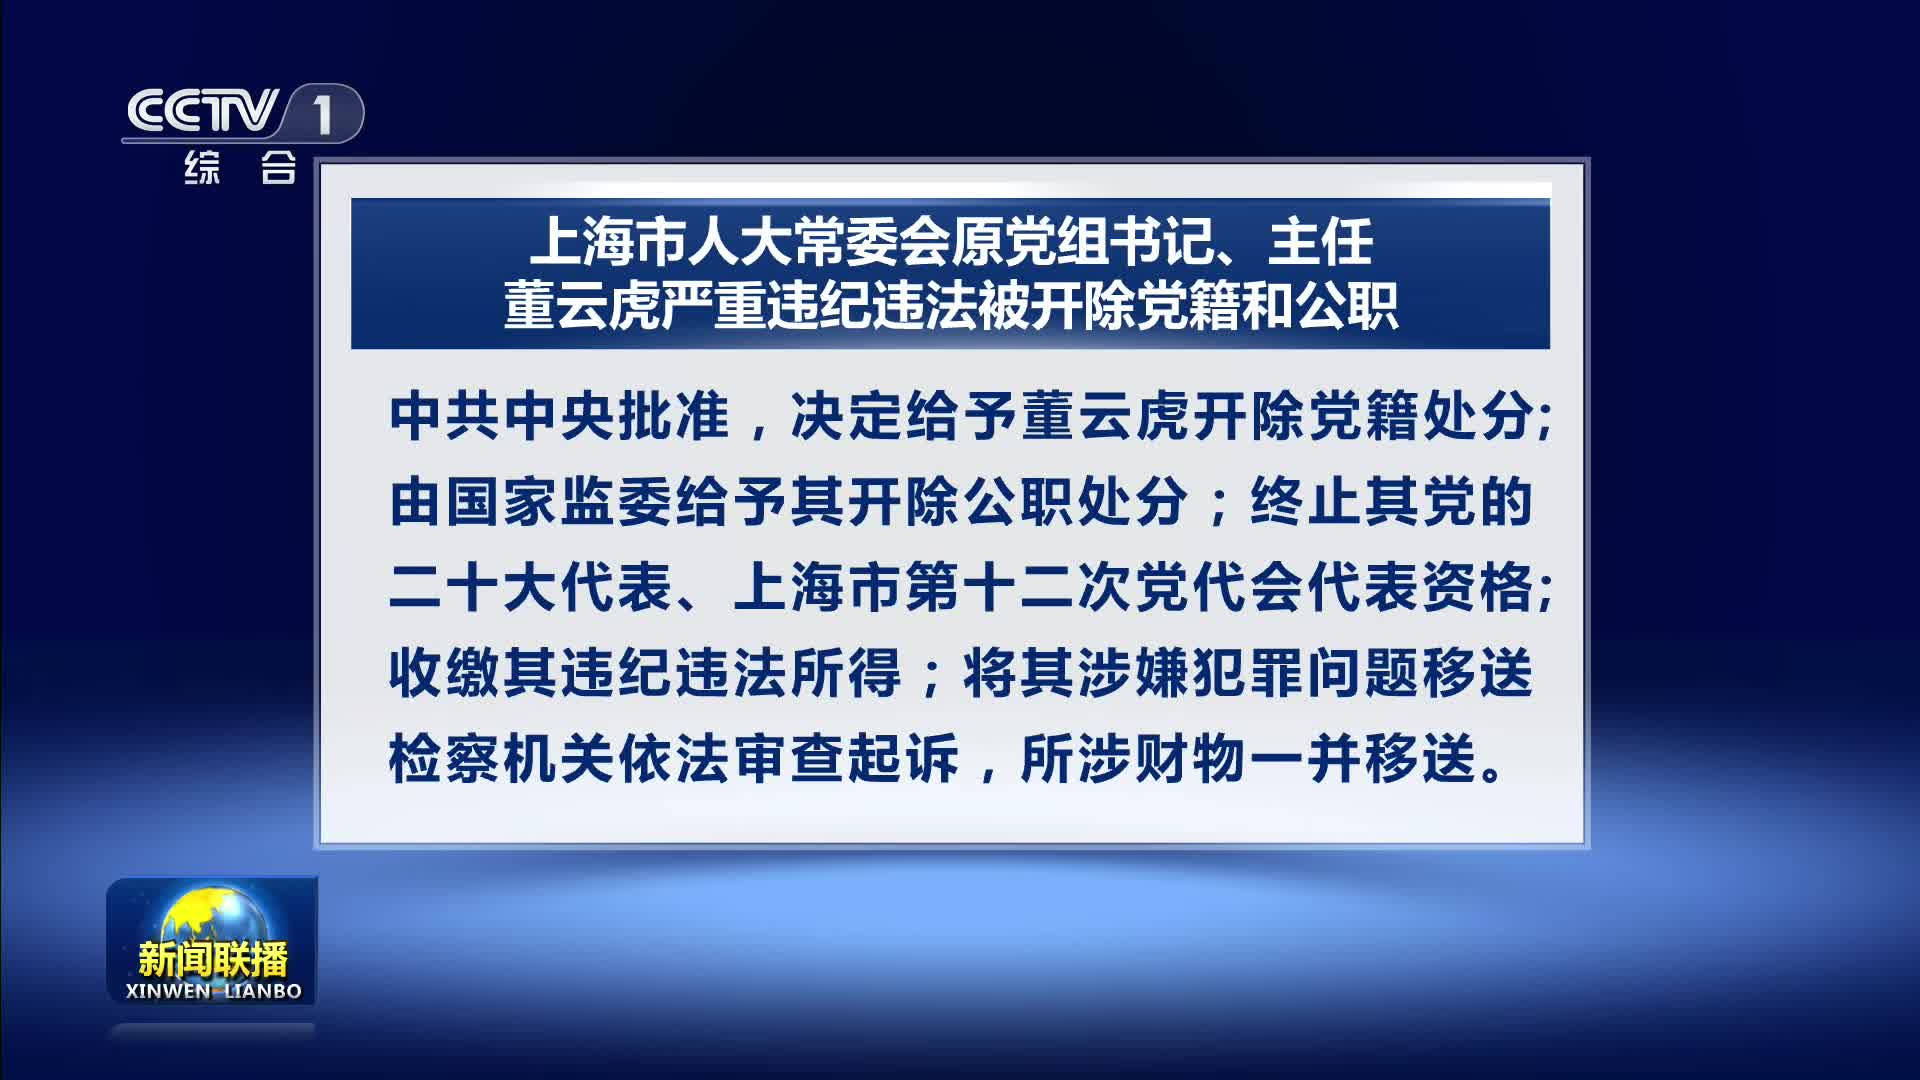 CCTV 1
综 合
上海市人大常委会原党组书记、主任
董云虎严重违纪违法被开除党籍和公职
中共中央批准，决定给予董云虎开除党籍处分；
由国家监委给予其开除公职处分；终止其党的
二十大代表、上海市第十二次党代会代表资格；
收缴其违纪违法所得；将其涉嫌犯罪问题移送
检察机关依法审查起诉，所涉财物一并移送。
新闻联播
XINWEN LIANBO